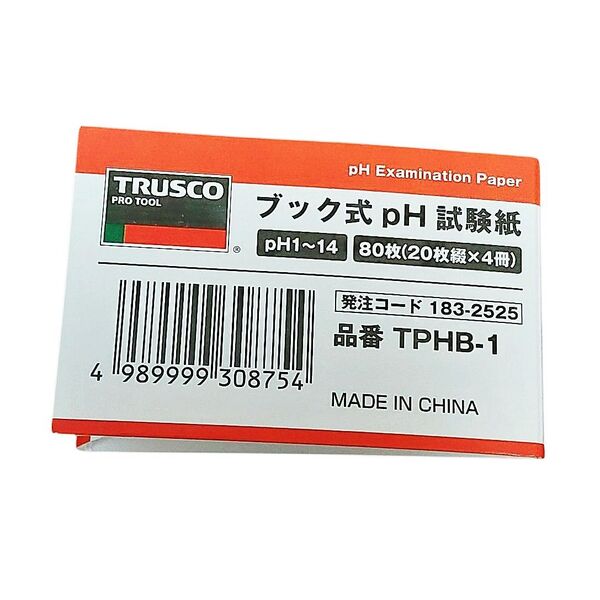 pH Examination Paper
TRUSCO
PRO TOOL
®
ブック式 pH 試験紙
pH1〜14
80枚(20枚綴×4冊)
発注コード 183-2525
品番 TPHB-1
4 989999 308754
MADE IN CHINA